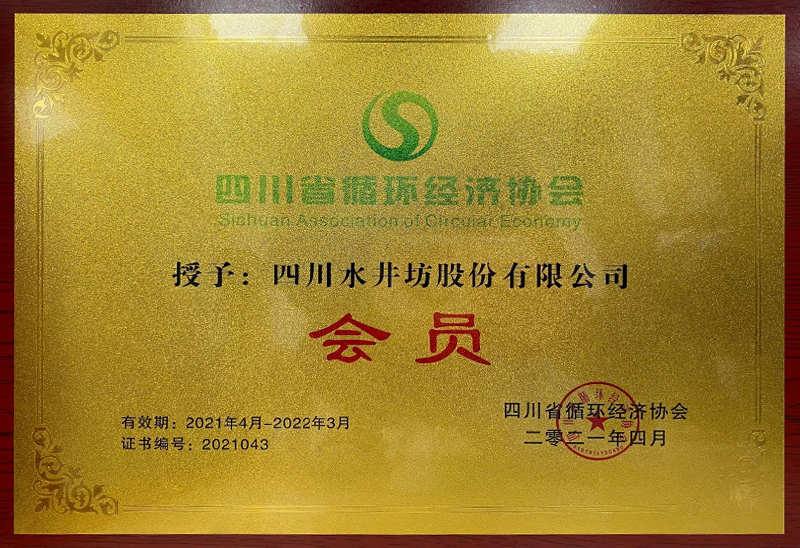 四川省循环经济协会
Sichuan Association of Circular Economy
授予：四川水井坊股份有限公司
会员
有效期：2021年4月-2022年3月
证书编号：2021043
四川省循环经济协会
二零二一年四月